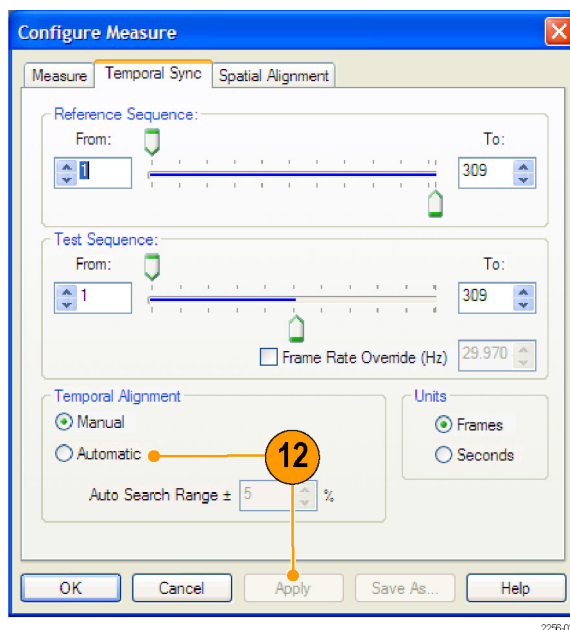 Configure Measure
Measure Temporal Sync Spatial Alignment
Reference Sequence:
From: To:
1 309
Test Sequence:
From: To:
1 309
Frame Rate Override (Hz) 29.970
Temporal Alignment Units
Manual Frames
Automatic 12 Seconds
Auto Search Range ± 5 %
OK Cancel Apply Save As... Help